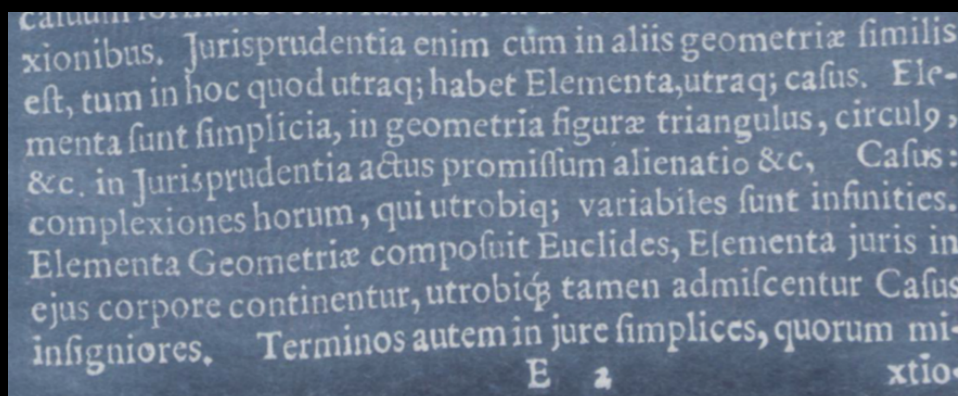 xionibus. Jurisprudentia enim cùm in aliis geometriæ ſimilis
eſt, tum in hoc quod utraq; habet Elementa,utraq; caſus. Ele-
menta ſunt ſimplicia, in geometria figuræ triangulus, circulꝰ,
&c. in Jurisprudentia actus promiſſum alienatio &c, Caſus:
complexiones horum, qui utrobiq; variabiles ſunt infinities.
Elementa Geometriæ compoſuit Euclides, Elementa juris in
ejus corpore continentur, utrobiqꝫ tamen admiſcentur Caſus
inſigniores. Terminos autem in jure ſimplices, quorum mi-
E 2 xtio-